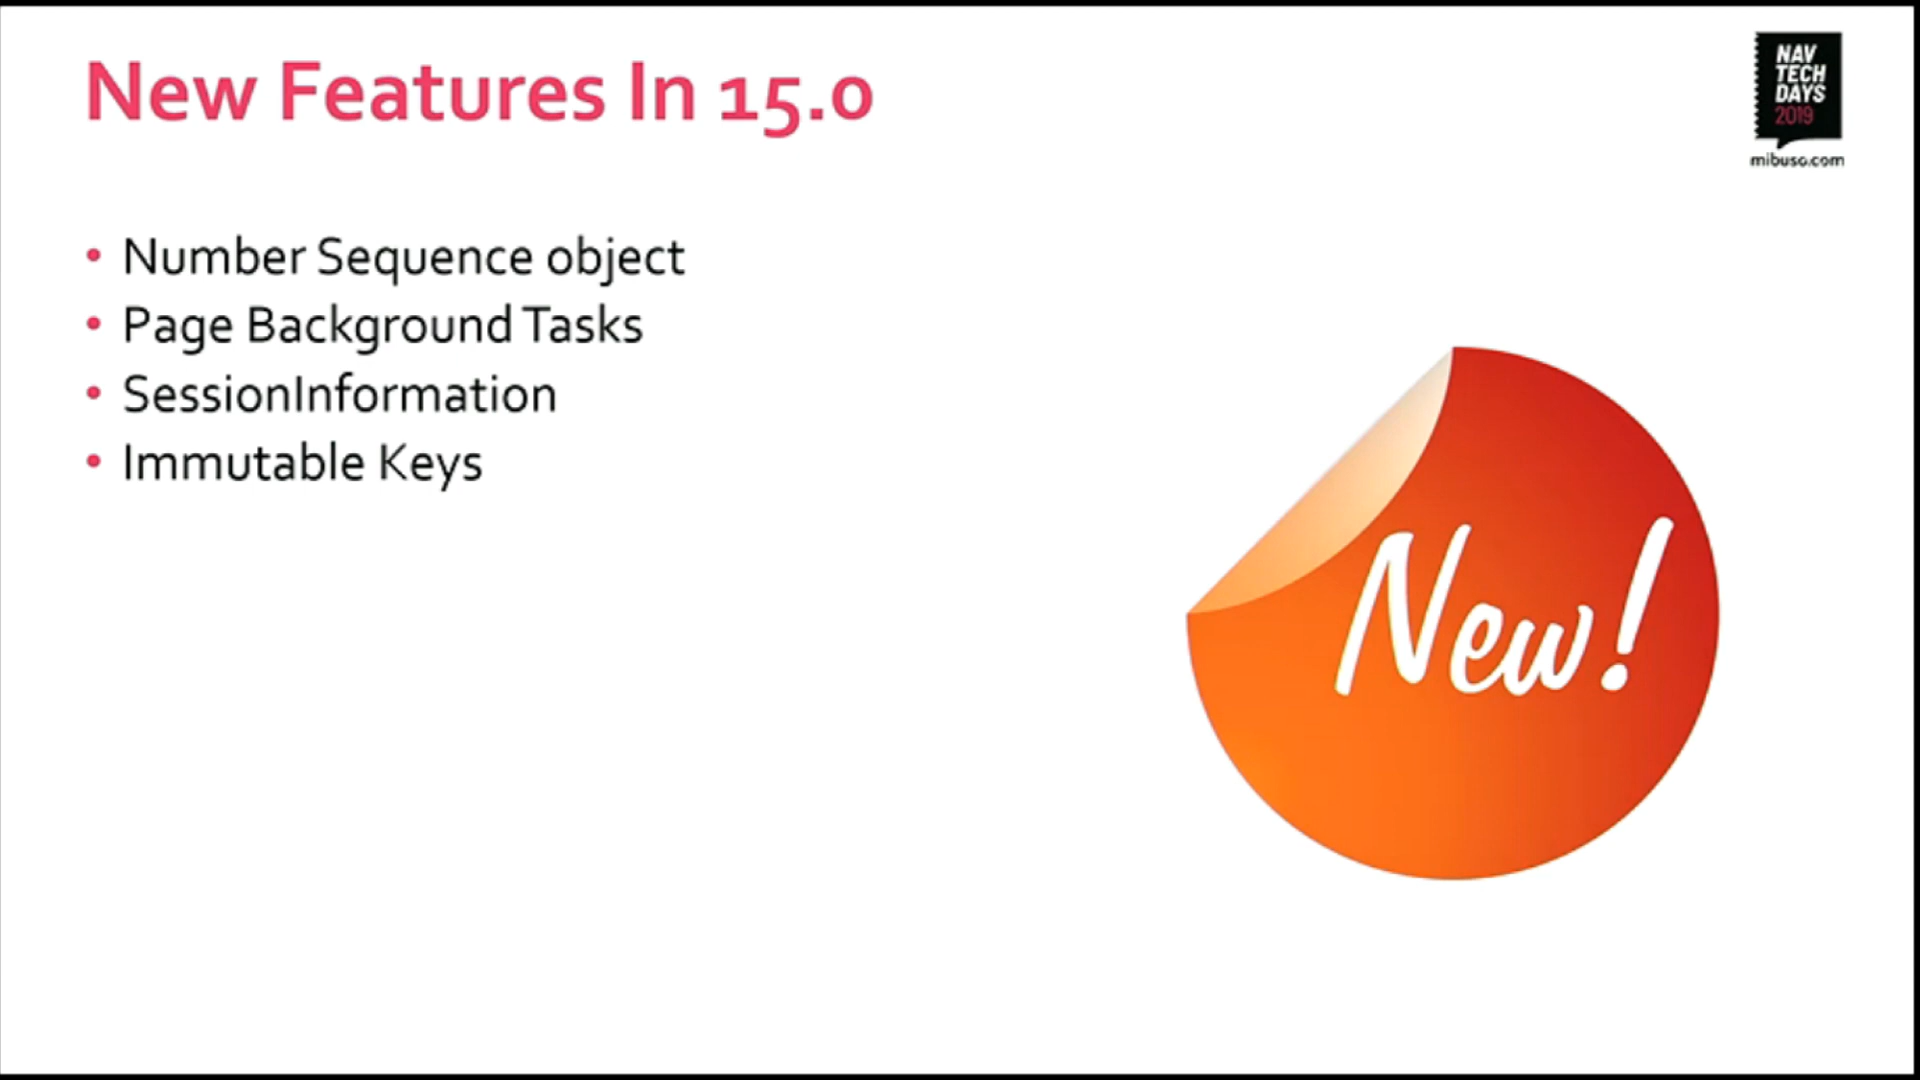 New Features In 15.0
NAV
TECH
DAYS
2019
mibuso.com
• Number Sequence object
• Page Background Tasks
• SessionInformation
• Immutable Keys
New!